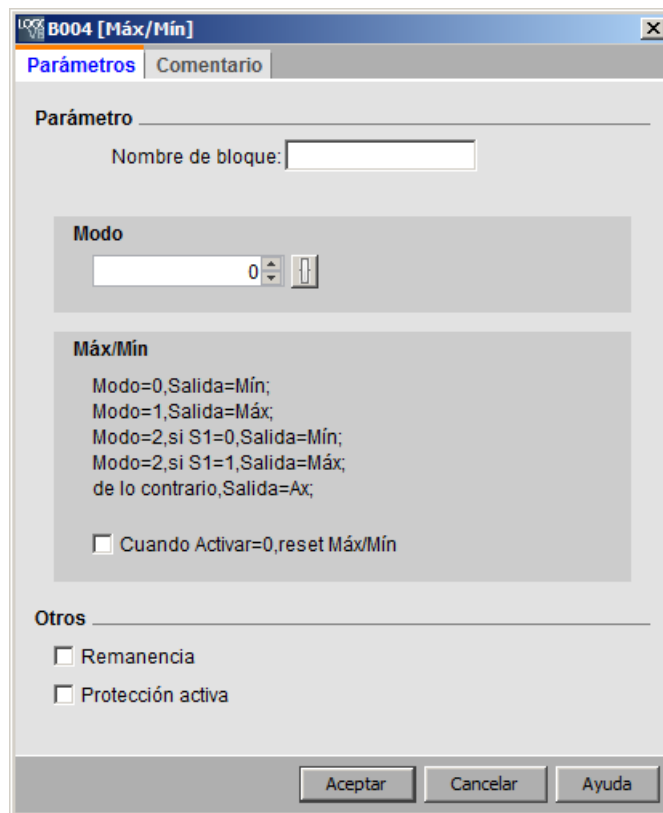 LOGO B004 [Máx/Mín]
Parámetros Comentario
Parámetro
Nombre de bloque:
Modo
0
Máx/Mín
Modo=0,Salida=Mín;
Modo=1,Salida=Máx;
Modo=2,si S1=0,Salida=Mín;
Modo=2,si S1=1,Salida=Máx;
de lo contrario,Salida=Ax;
Cuando Activar=0,reset Máx/Mín
Otros
Remanencia
Protección activa
Aceptar Cancelar Ayuda